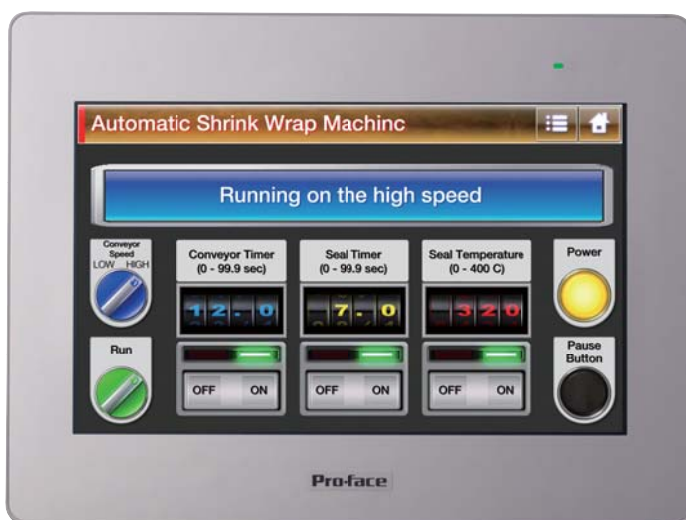 Automatic Shrink Wrap Machinc
Running on the high speed
Conveyor
Speed
LOW HIGH
Conveyor Timer
(0 - 99.9 sec)
Seal Timer
(0 - 99.9 sec)
Seal Temperature
(0 - 400 C)
Power
12.0
7.0
320
Run
OFF ON
OFF ON
OFF ON
Pause
Button
Pro-face